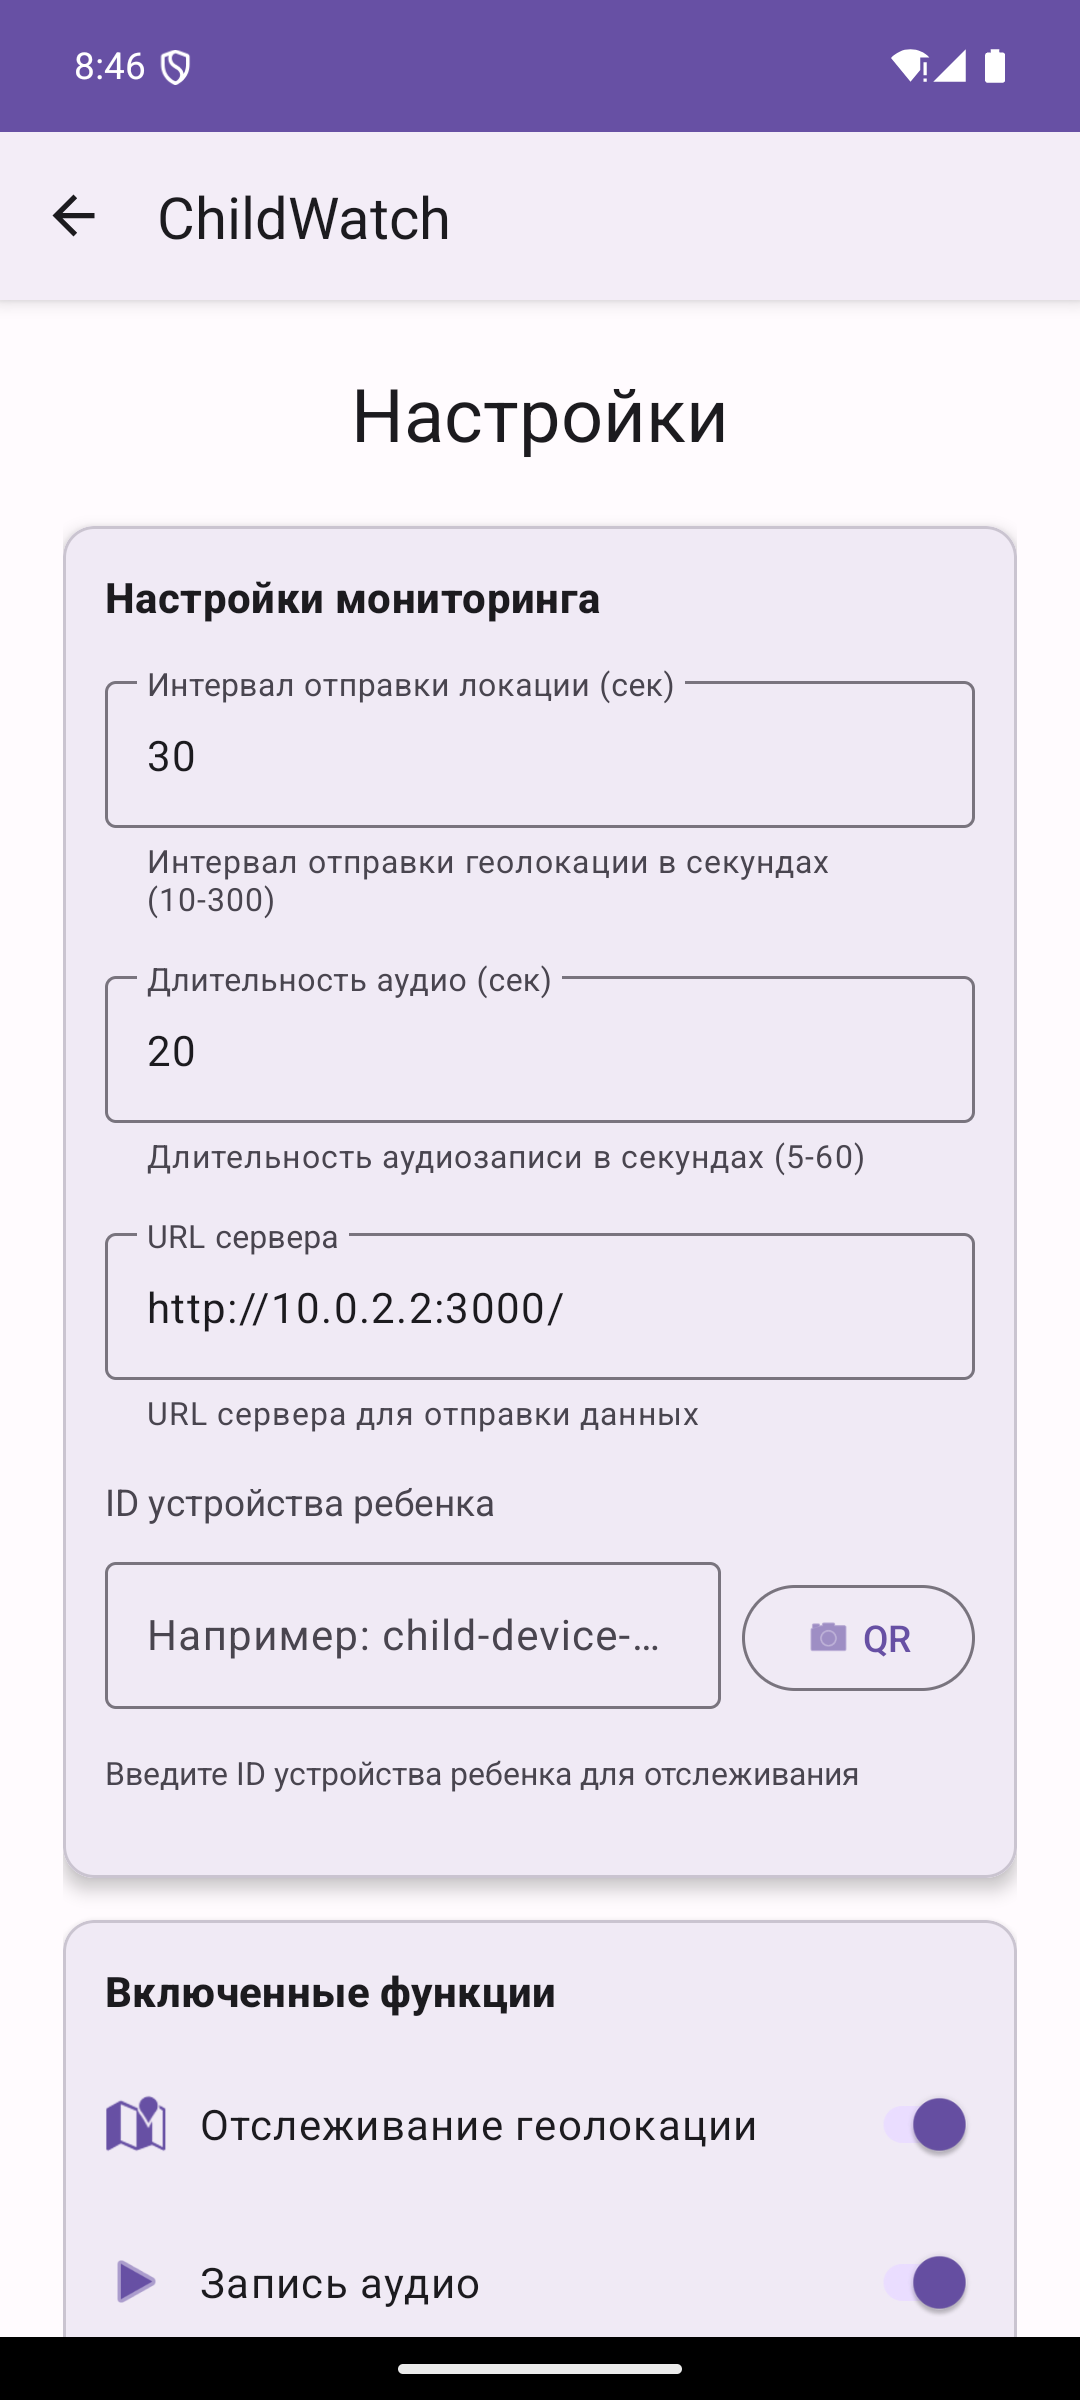 8:46
ChildWatch
Настройки
Настройки мониторинга
Интервал отправки локации (сек)
30
Интервал отправки геолокации в секундах
(10-300)
Длительность аудио (сек)
20
Длительность аудиозаписи в секундах (5-60)
URL сервера
http://10.0.2.2:3000/
URL сервера для отправки данных
ID устройства ребенка
Например: child-device-…
QR
Введите ID устройства ребенка для отслеживания
Включенные функции
Отслеживание геолокации
Запись аудио